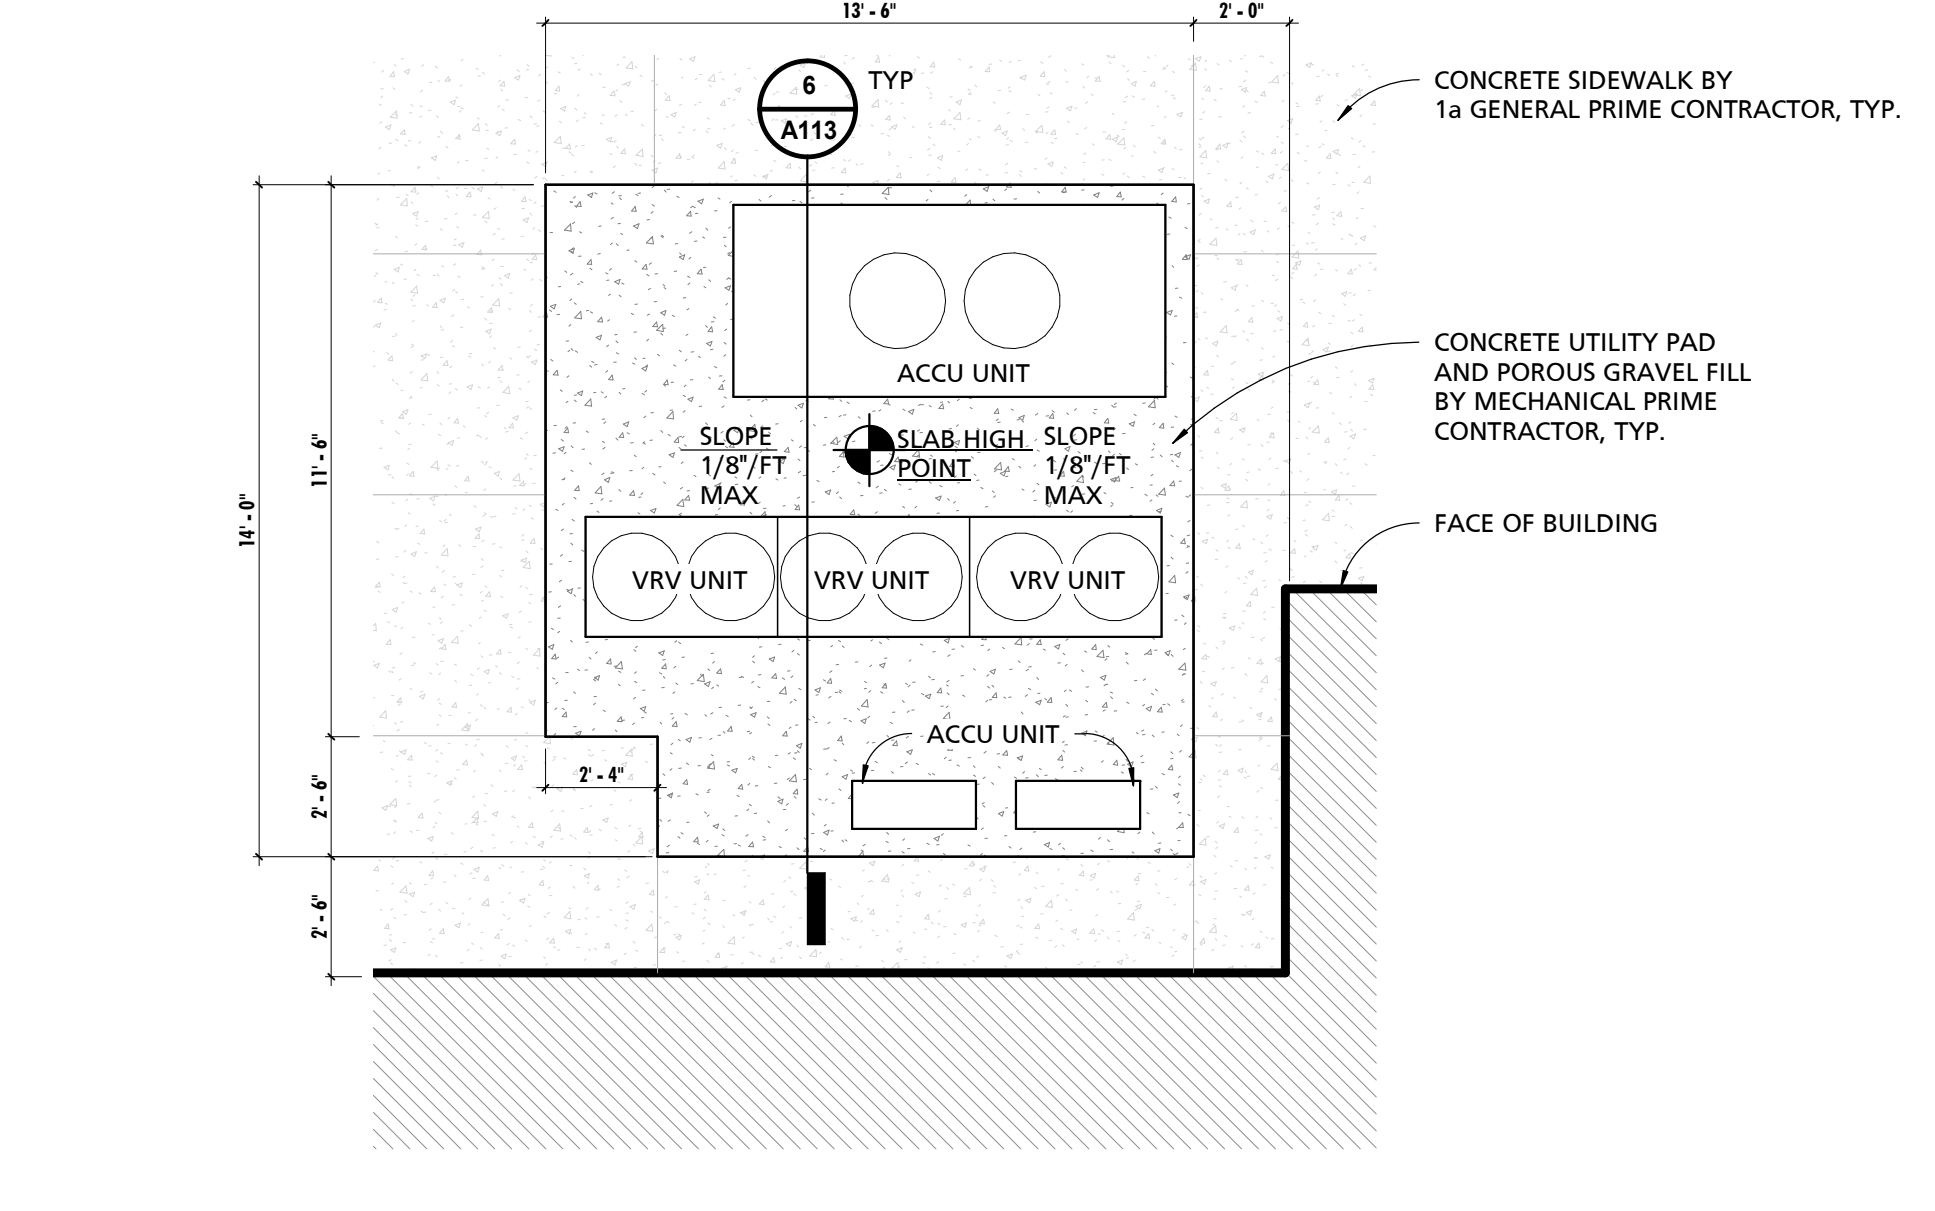 13' - 6"
2' - 0"
6
A113
TYP
CONCRETE SIDEWALK BY
1a GENERAL PRIME CONTRACTOR, TYP.
ACCU UNIT
CONCRETE UTILITY PAD
AND POROUS GRAVEL FILL
BY MECHANICAL PRIME
CONTRACTOR, TYP.
SLOPE
1/8"/FT
MAX
SLAB HIGH
POINT
SLOPE
1/8"/FT
MAX
11' - 6"
14' - 0"
FACE OF BUILDING
VRV UNIT
VRV UNIT
VRV UNIT
ACCU UNIT
2' - 4"
2' - 6"
2' - 6"